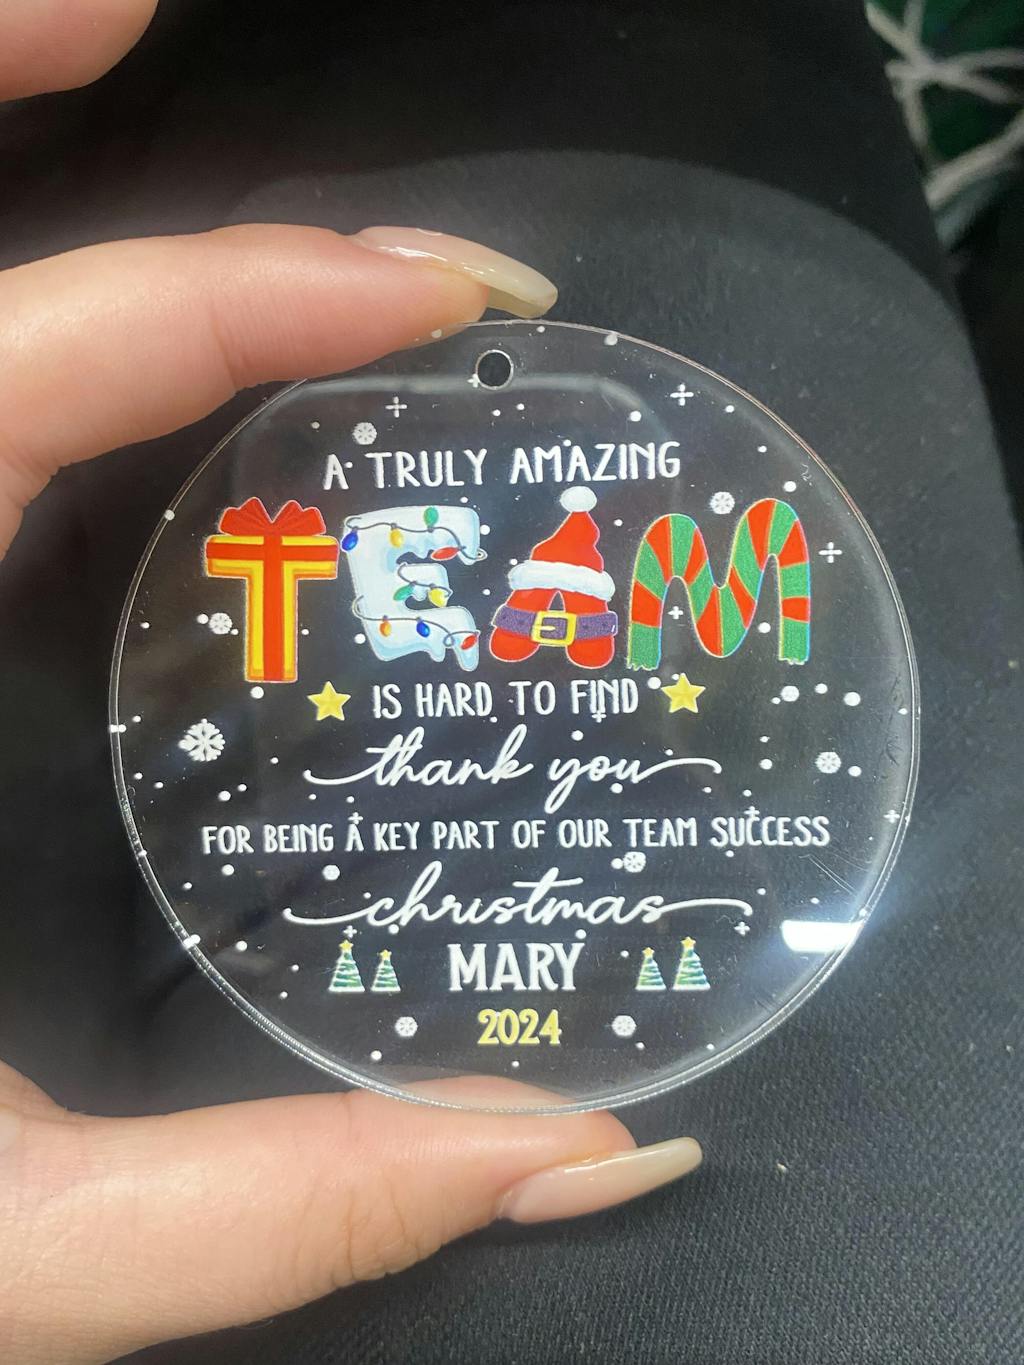 A TRULY AMAZING
TEAM
IS HARD TO FIND
thank you
FOR BEING A KEY PART OF OUR TEAM SUCCESS
christmas
MARY
2024